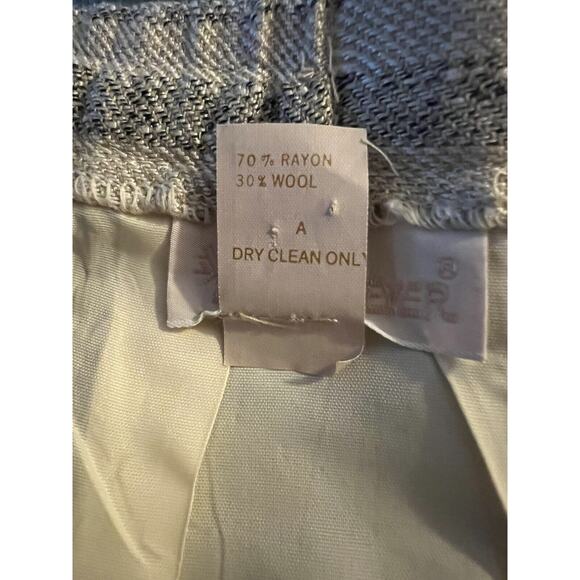 70 % RAYON
30% WOOL
A
DRY CLEAN ONLY